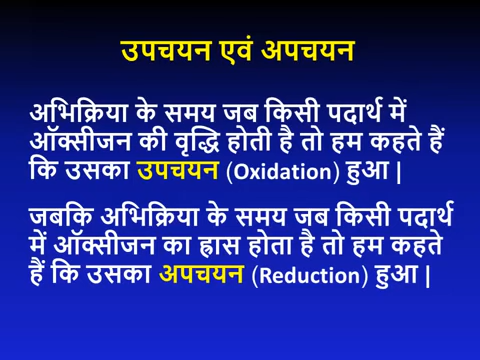 उपचयन एवं अपचयन
अभिक्रिया के समय जब किसी पदार्थ में
ऑक्सीजन की वृद्धि होती है तो हम कहते हैं
कि उसका उपचयन (Oxidation) हुआ |
जबकि अभिक्रिया के समय जब किसी पदार्थ
में ऑक्सीजन का ह्रास होता है तो हम कहते
हैं कि उसका अपचयन (Reduction) हुआ |